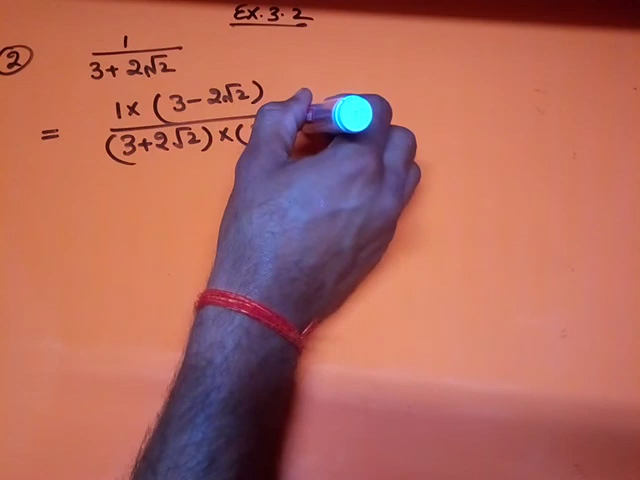 Ex. 3. 2
② 1
3 + 2√2
= 1 × (3 − 2√2)
(3 + 2√2) × (